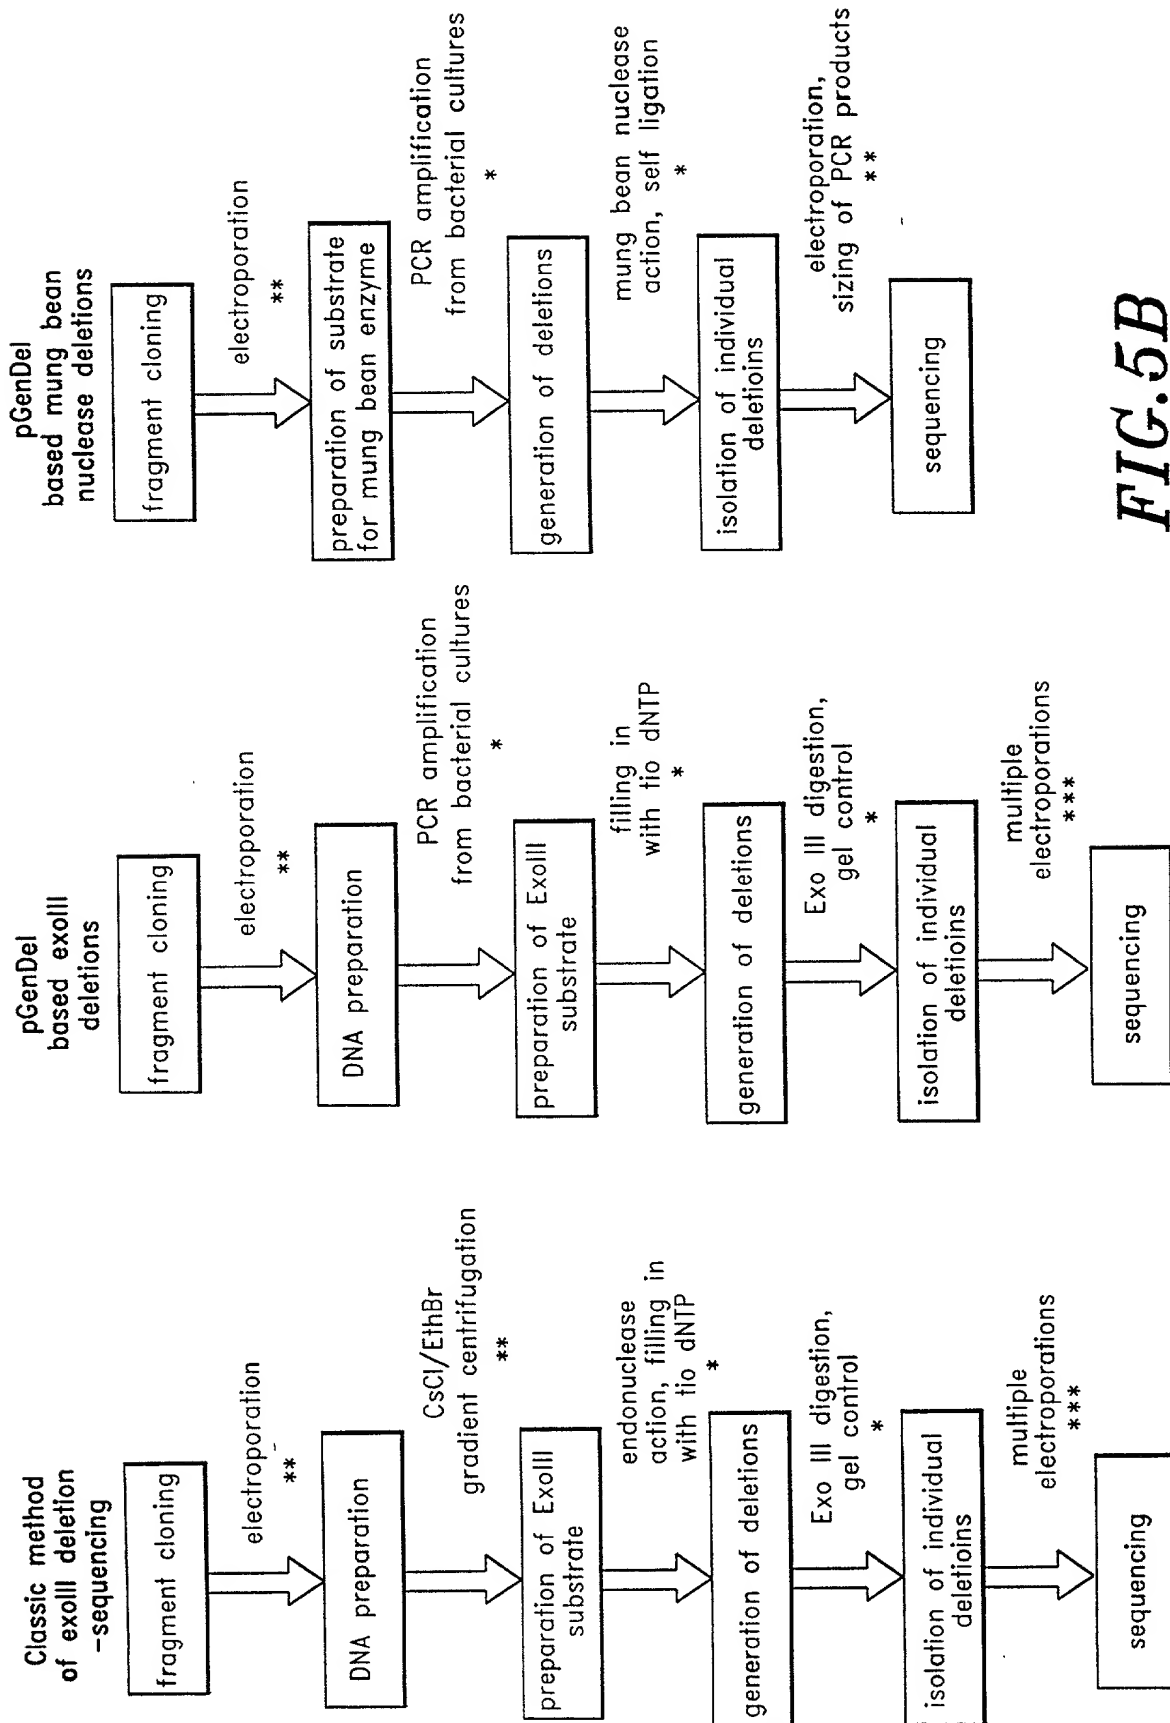 Classic method
of exoIII deletion
-sequencing
fragment cloning
electroporation
**
DNA preparation
CsCl/EthBr
gradient centrifugation
**
preparation of ExoIII
substrate
endonuclease
action, filling in
with tio dNTP
*
generation of deletions
Exo III digestion,
gel control
*
isolation of individual
deletioins
multiple
electroporations
***
sequencing
pGenDel
based exoIII
deletions
fragment cloning
electroporation
**
DNA preparation
PCR amplification
from bacterial cultures
*
preparation of ExoIII
substrate
filling in
with tio dNTP
*
generation of deletions
Exo III digestion,
gel control
*
isolation of individual
deletioins
multiple
electroporations
***
sequencing
pGenDel
based mung bean
nuclease deletions
fragment cloning
electroporation
**
preparation of substrate
for mung bean enzyme
PCR amplification
from bacterial cultures
*
generation of deletions
mung bean nuclease
action, self ligation
*
isolation of individual
deletioins
electroporation,
sizing of PCR products
**
sequencing
FIG.5B